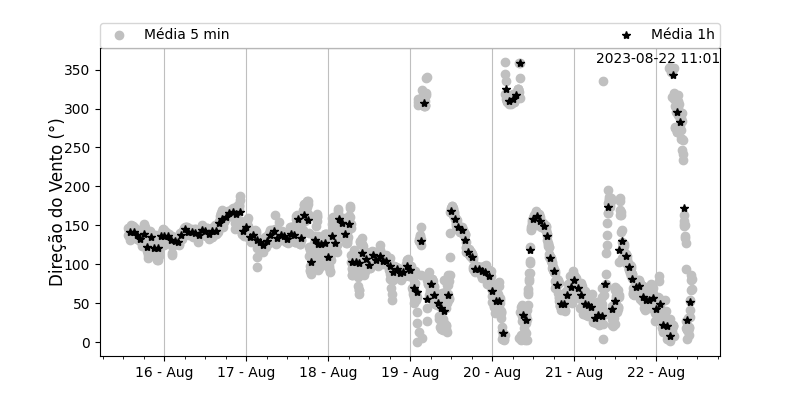 Média 5 min
Média 1h
2023-08-22 11:01
Direção do Vento (°)
350
300
250
200
150
100
50
0
16 - Aug
17 - Aug
18 - Aug
19 - Aug
20 - Aug
21 - Aug
22 - Aug